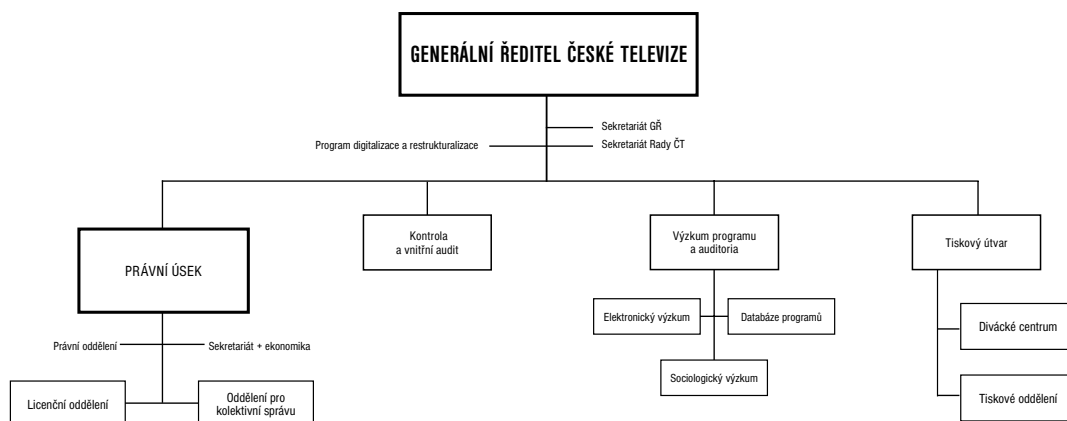 GENERÁLNÍ ŘEDITEL ČESKÉ TELEVIZE
Sekretariát GŘ
Program digitalizace a restrukturalizace
Sekretariát Rady ČT
PRÁVNÍ ÚSEK
Kontrola
a vnitřní audit
Výzkum programu
a auditoria
Tiskový útvar
Právní oddělení
Sekretariát + ekonomika
Licenční oddělení
Oddělení pro
kolektivní správu
Elektronický výzkum
Databáze programů
Sociologický výzkum
Divácké centrum
Tiskové oddělení